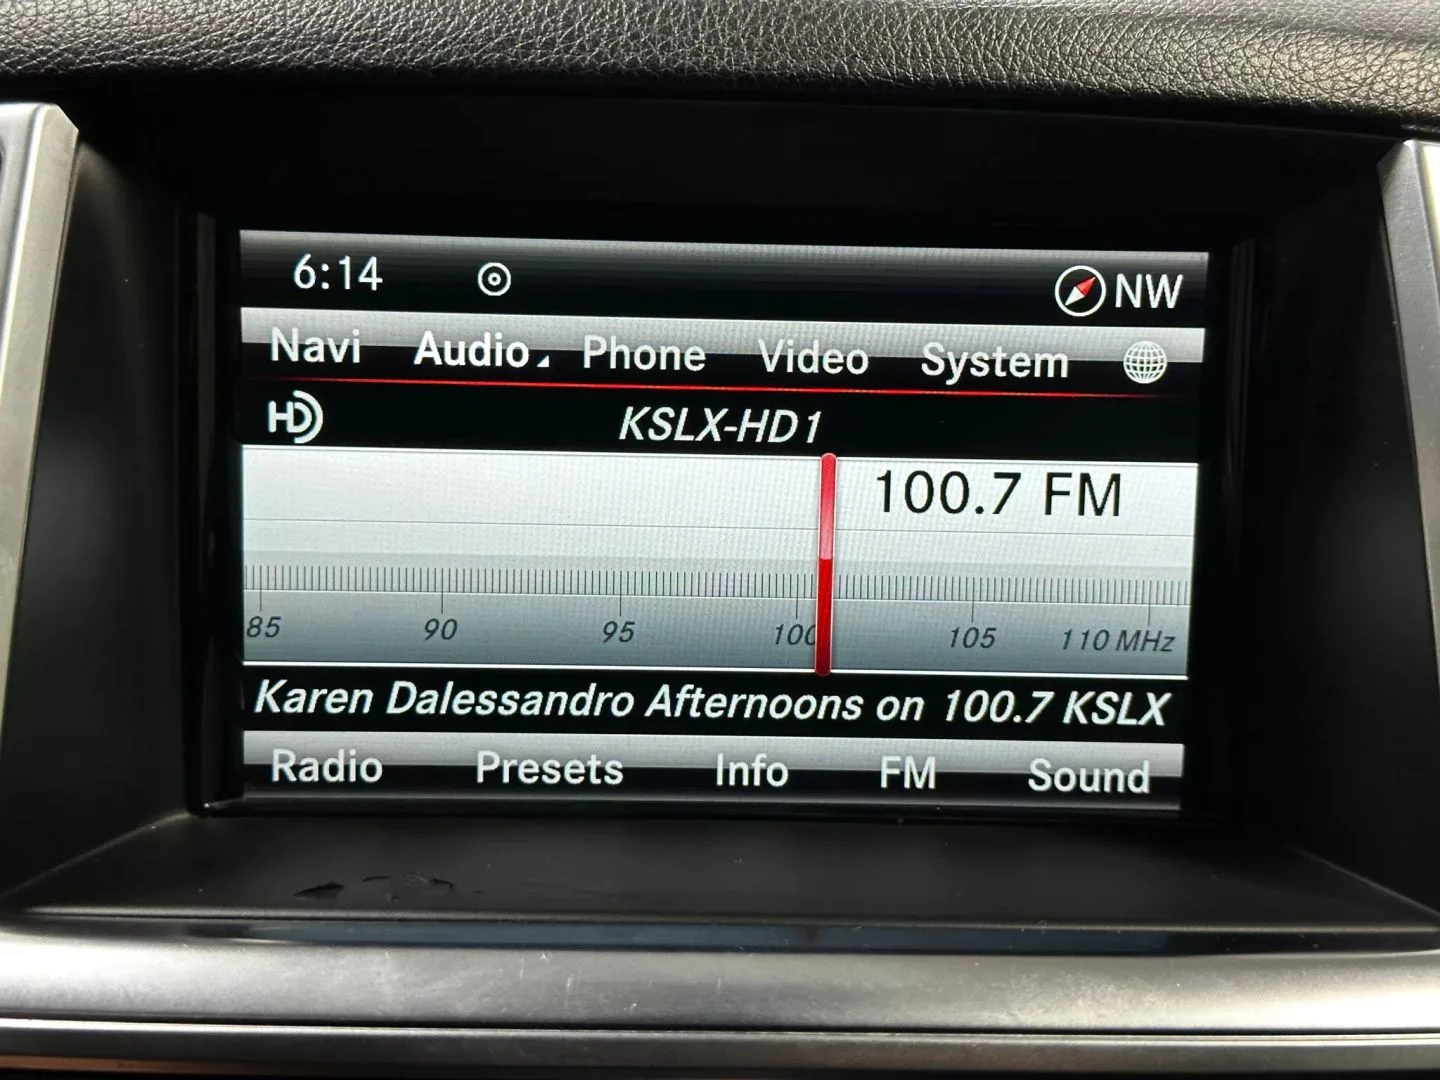 6:14 NW
Navi Audio Phone Video System
HD KSLX-HD1
100.7 FM
85 90 95 100 105 110 MHz
Karen Dalessandro Afternoons on 100.7 KSLX
Radio Presets Info FM Sound